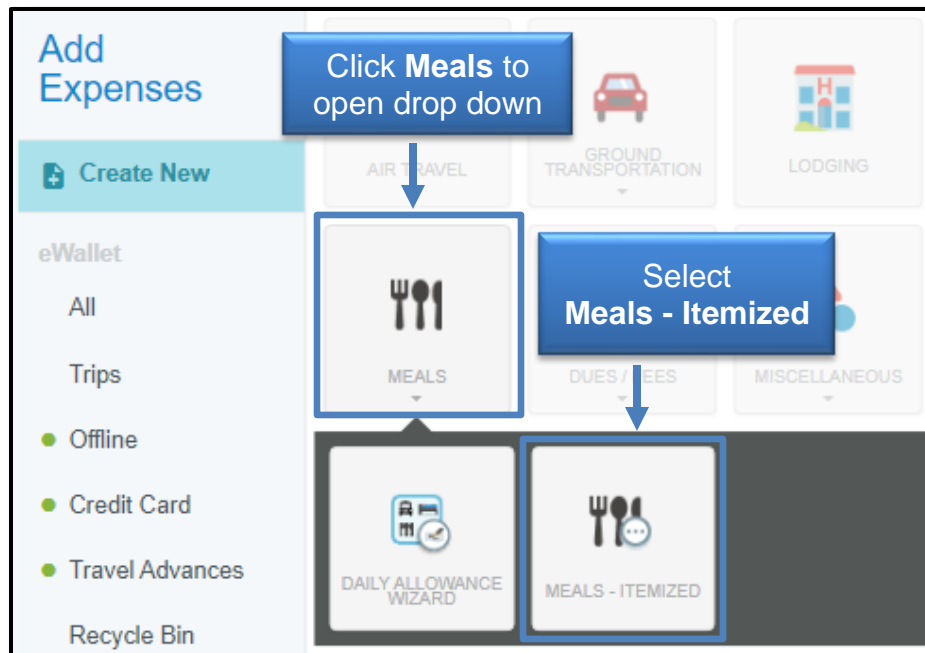 Add
Expenses
Create New
eWallet
All
Trips
Offline
Credit Card
Travel Advances
Recycle Bin
Click Meals to
open drop down
AIR TRAVEL
GROUND
TRANSPORTATION
H
LODGING
Select
Meals - Itemized
MEALS
DUES / FEES
MISCELLANEOUS
DAILY ALLOWANCE
WIZARD
MEALS - ITEMIZED